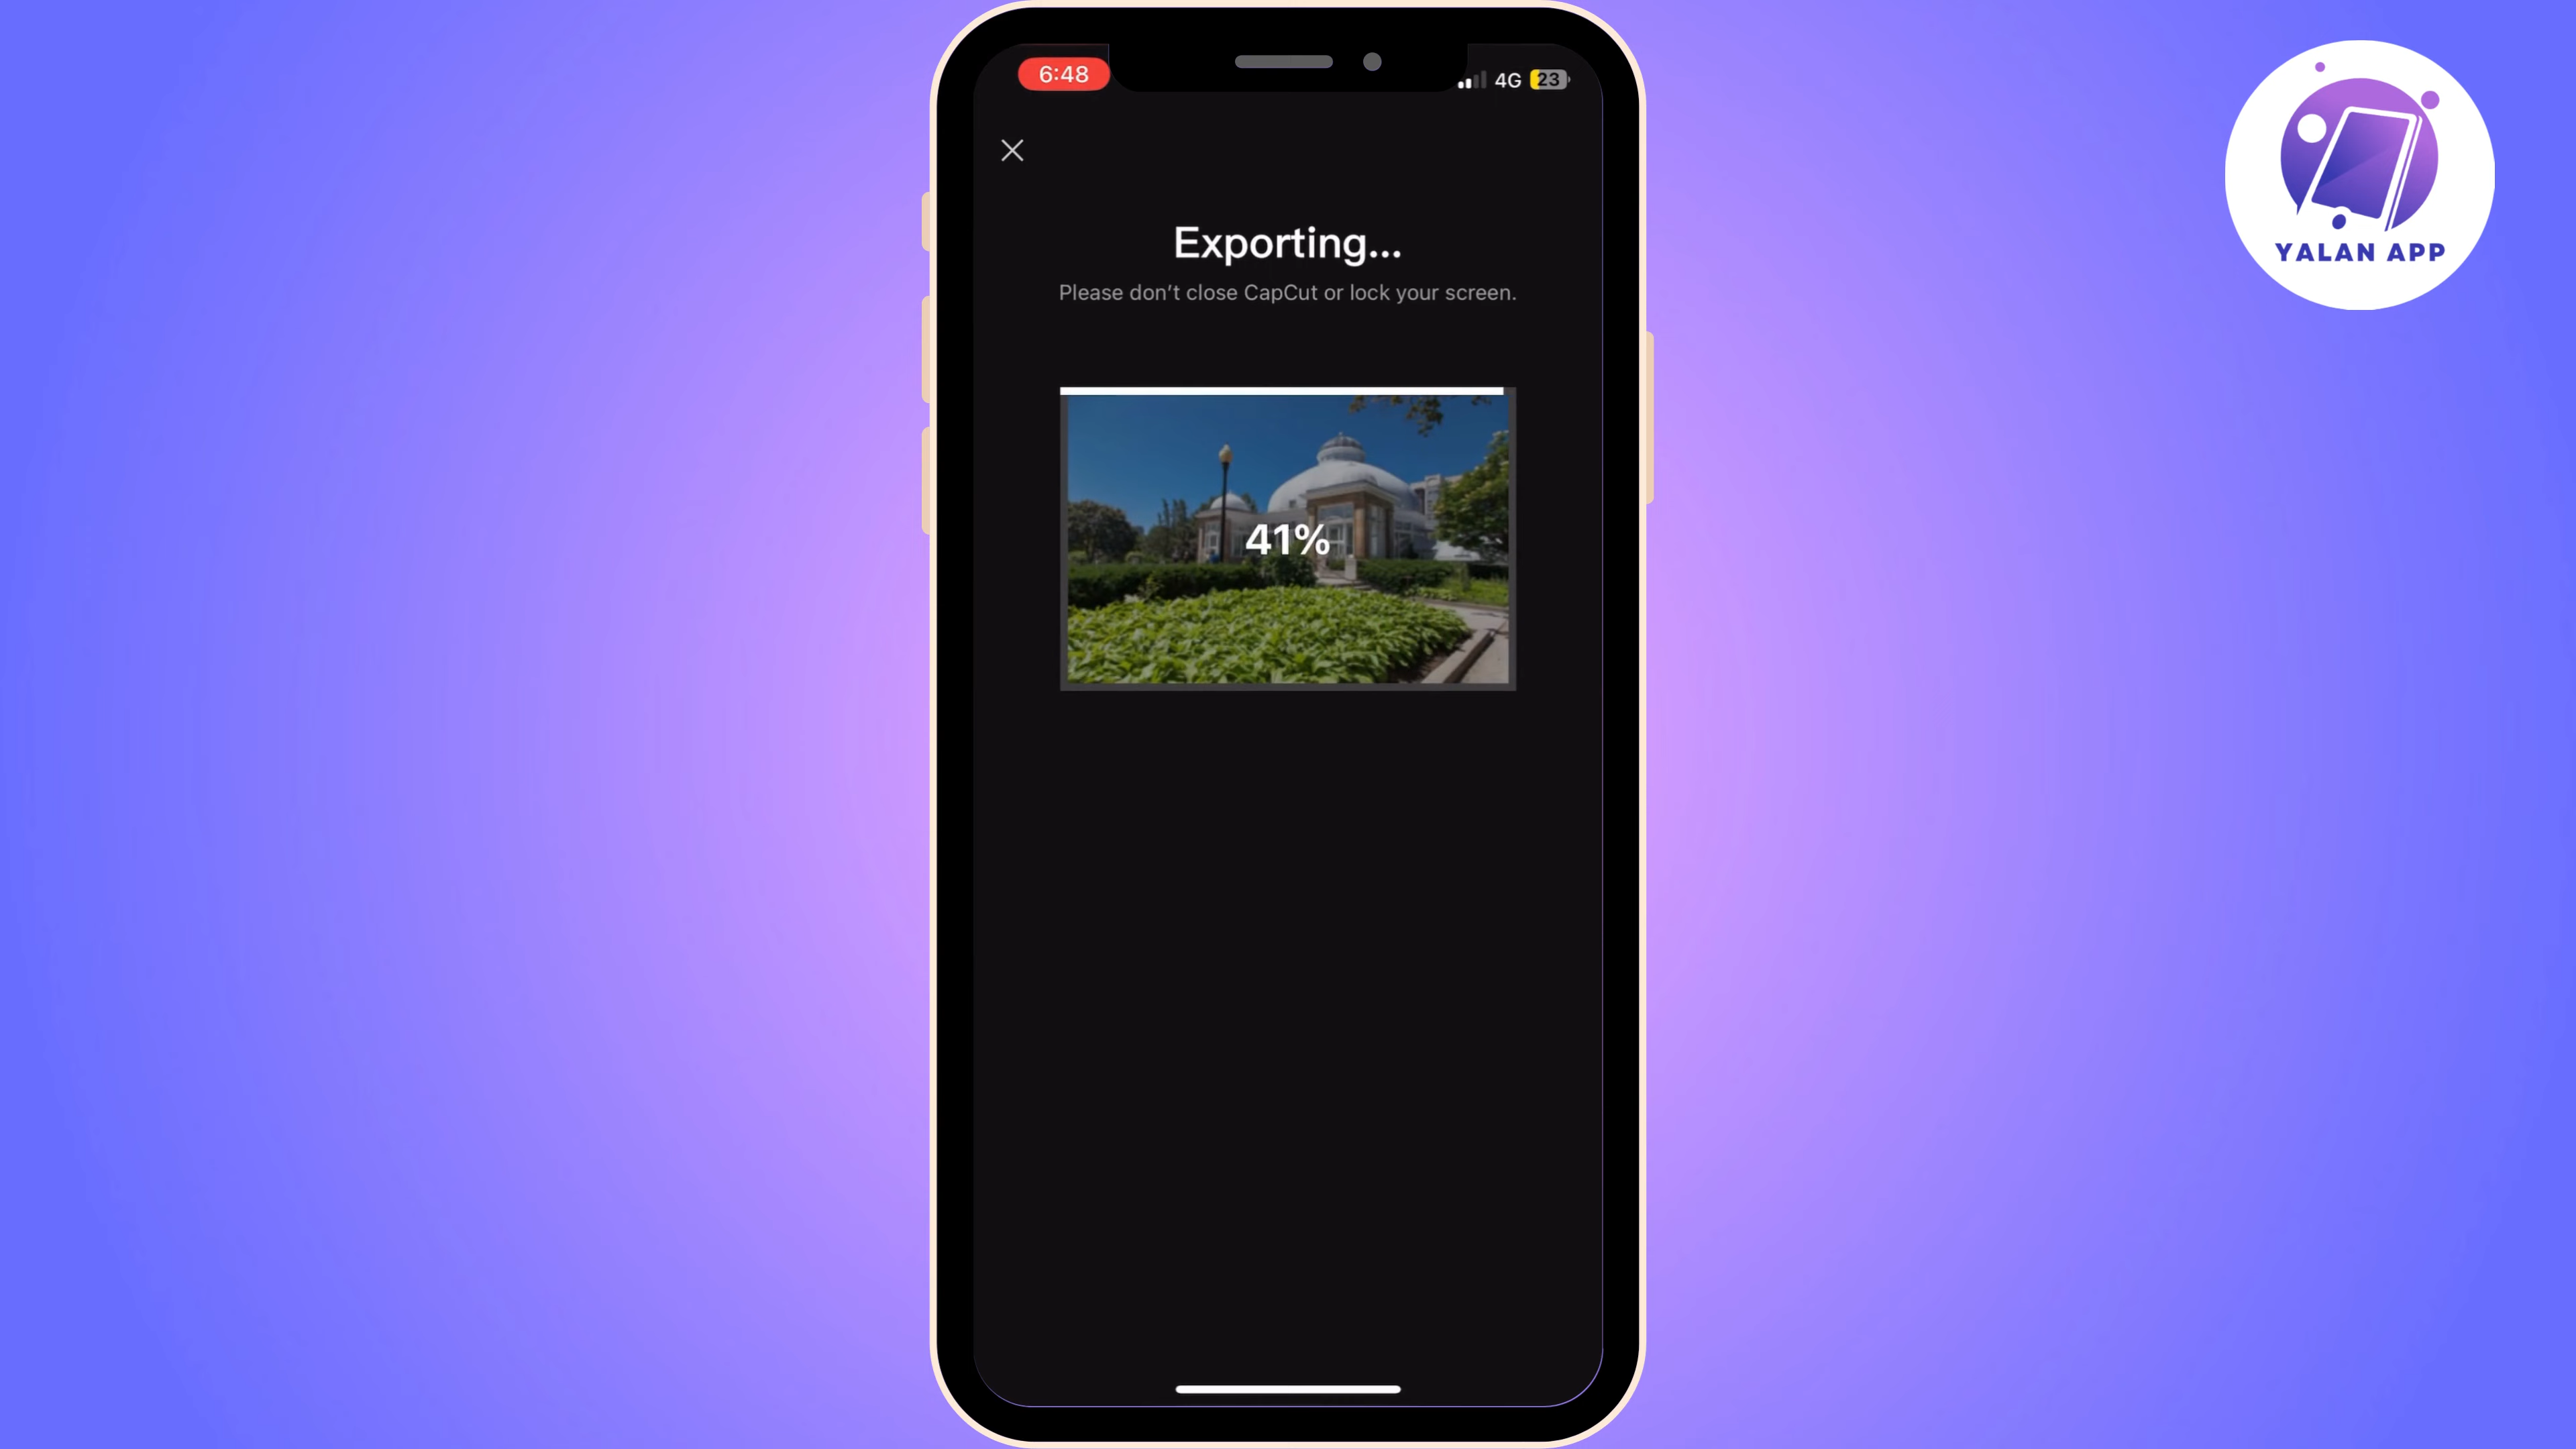 6:48
4G 23
Exporting...
Please don't close CapCut or lock your screen.
41%
YALAN APP